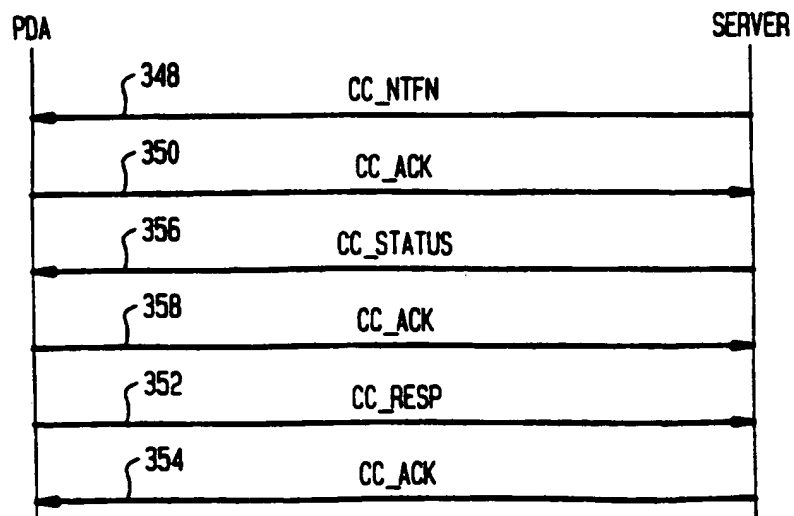 PDA
SERVER
348
CC_NTFN
350
CC_ACK
356
CC_STATUS
358
CC_ACK
352
CC_RESP
354
CC_ACK